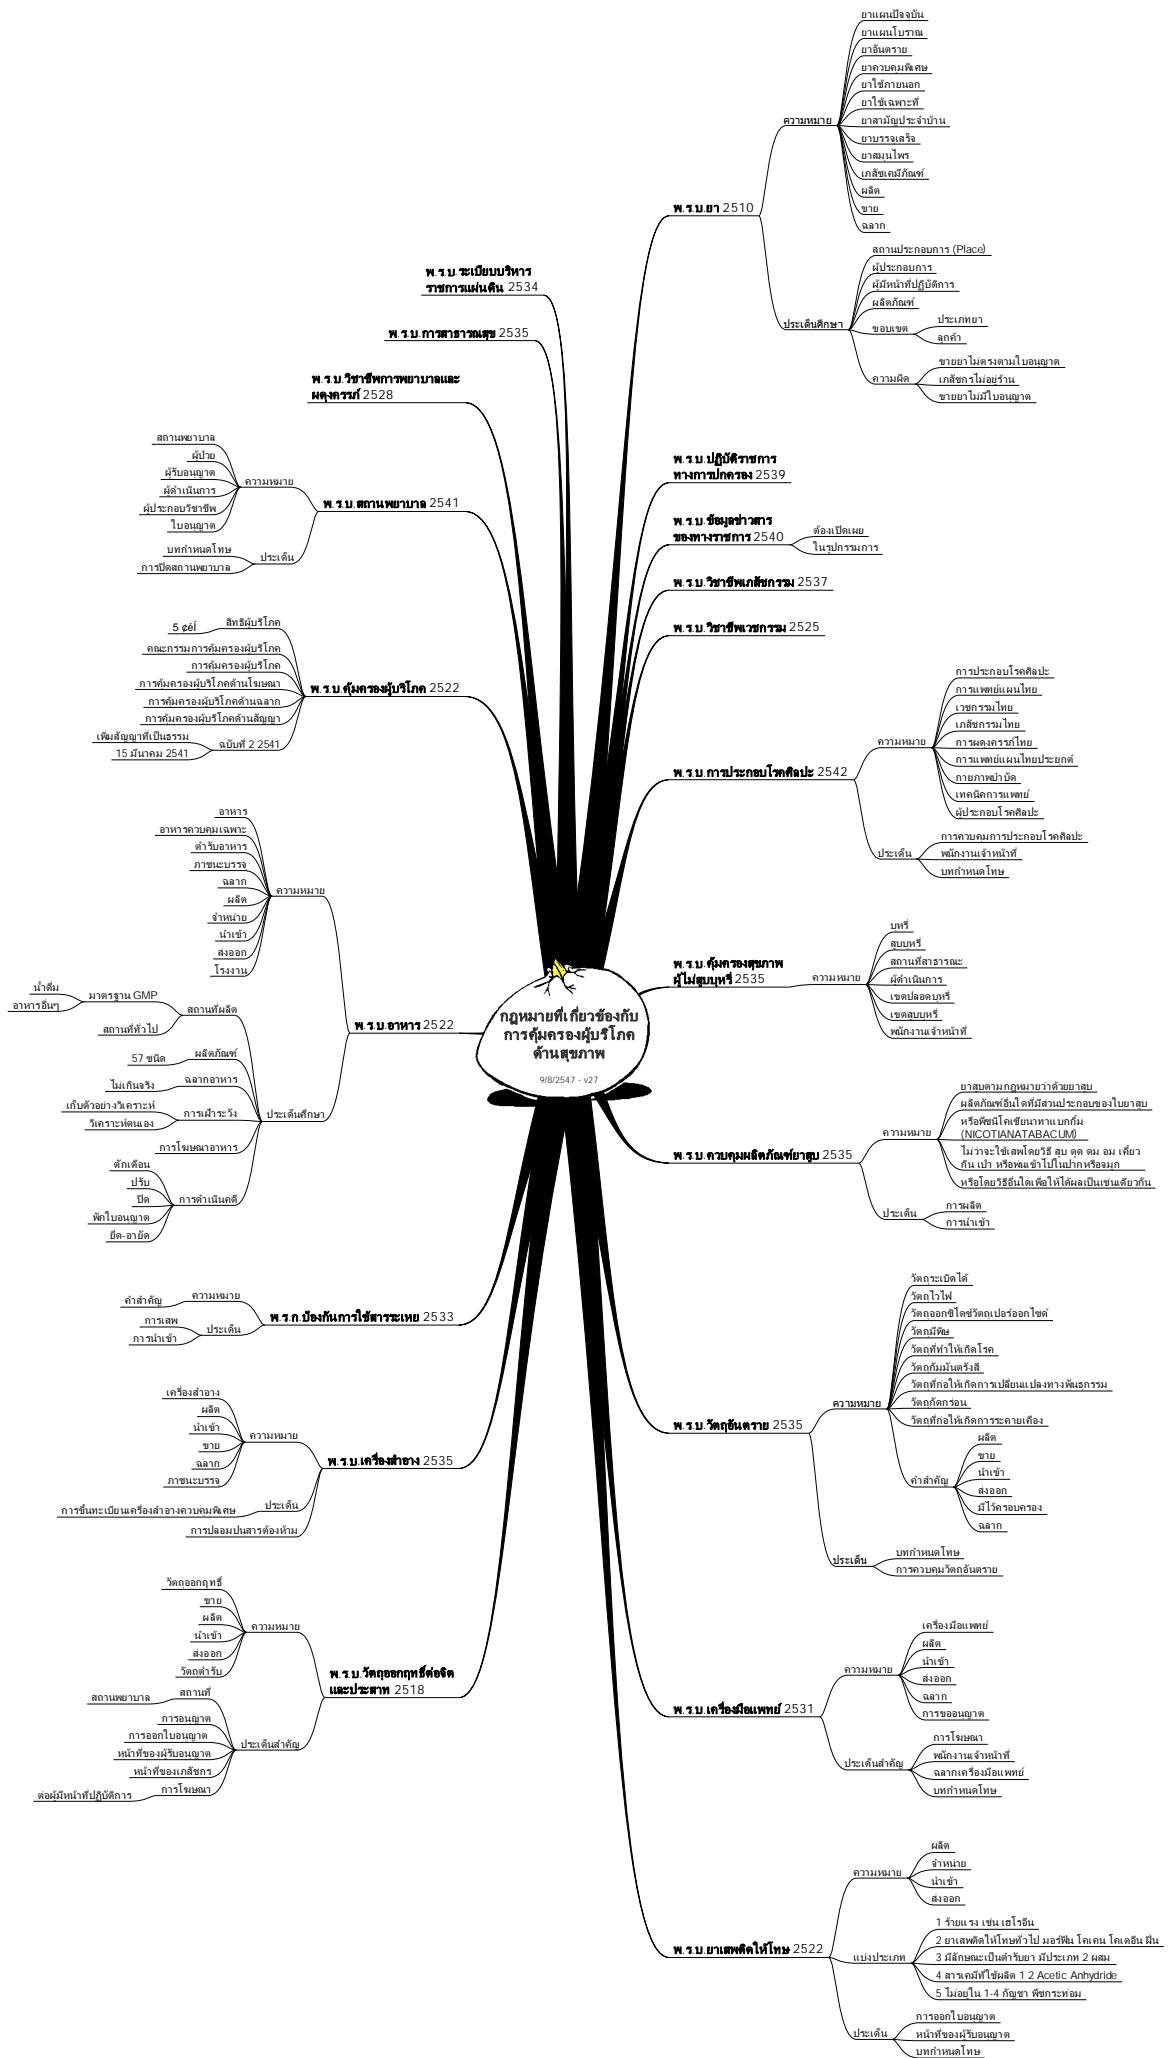 กฎหมายที่เกี่ยวข้องกับ
การคุ้มครองผู้บริโภค
ด้านสุขภาพ
9/8/2547 - v27
พ.ร.บ.ยา 2510
ความหมาย
ยาแผนปัจจุบัน
ยาแผนโบราณ
ยาอันตราย
ยาควบคุมพิเศษ
ยาใช้ภายนอก
ยาใช้เฉพาะที่
ยาสามัญประจำบ้าน
ยาบรรจุเสร็จ
ยาสมุนไพร
เภสัชเคมีภัณฑ์
ผลิต
ขาย
ฉลาก
ประเด็นศึกษา
สถานประกอบการ (Place)
ผู้ประกอบการ
ผู้มีหน้าที่ปฏิบัติการ
ผลิตภัณฑ์
ขอบเขต
ประเภทยา
ลูกค้า
ความผิด
ขายยาไม่ตรงตามใบอนุญาต
เภสัชกรไม่อยู่ร้าน
ขายยาไม่มีใบอนุญาต
พ.ร.บ.ปฏิบัติราชการ
ทางการปกครอง 2539
พ.ร.บ.ข้อมูลข่าวสาร
ของทางราชการ 2540
ต้องเปิดเผย
ในรูปกรรมการ
พ.ร.บ.วิชาชีพเภสัชกรรม 2537
พ.ร.บ.วิชาชีพเวชกรรม 2525
พ.ร.บ.การประกอบโรคศิลปะ 2542
ความหมาย
การประกอบโรคศิลปะ
การแพทย์แผนไทย
เวชกรรมไทย
เภสัชกรรมไทย
การผดุงครรภ์ไทย
การแพทย์แผนไทยประยุกต์
กายภาพบำบัด
เทคนิคการแพทย์
ผู้ประกอบโรคศิลปะ
ประเด็น
การควบคุมการประกอบโรคศิลปะ
พนักงานเจ้าหน้าที่
บทกำหนดโทษ
พ.ร.บ.คุ้มครองสุขภาพ
ผู้ไม่สูบบุหรี่ 2535
ความหมาย
บุหรี่
สูบบุหรี่
สถานที่สาธารณะ
ผู้ดำเนินการ
เขตปลอดบุหรี่
เขตสูบบุหรี่
พนักงานเจ้าหน้าที่
พ.ร.บ.ควบคุมผลิตภัณฑ์ยาสูบ 2535
ความหมาย
ยาสูบตามกฎหมายว่าด้วยยาสูบ
ผลิตภัณฑ์อื่นใดที่มีส่วนประกอบของใบยาสูบ
หรือพืชนิโคเชียนาทาแบกกั้ม
(NICOTIANATABACUM)
ไม่ว่าจะใช้เสพโดยวิธี สูบ ดูด ดม อม เคี้ยว
กิน เป่า หรือพ่นเข้าไปในปากหรือจมูก
หรือโดยวิธีอื่นใดเพื่อให้ได้ผลเป็นเช่นเดียวกัน
ประเด็น
การผลิต
การนำเข้า
พ.ร.บ.วัตถุอันตราย 2535
ความหมาย
วัตถุระเบิดได้
วัตถุไวไฟ
วัตถุออกซิไดซ์วัตถุเปอร์ออกไซด์
วัตถุมีพิษ
วัตถุที่ทำให้เกิดโรค
วัตถุกัมมันตรังสี
วัตถุที่ก่อให้เกิดการเปลี่ยนแปลงทางพันธุกรรม
วัตถุกัดกร่อน
วัตถุที่ก่อให้เกิดการระคายเคือง
คำสำคัญ
ผลิต
ขาย
นำเข้า
ส่งออก
มีไว้ครอบครอง
ฉลาก
ประเด็น
บทกำหนดโทษ
การควบคุมวัตถุอันตราย
พ.ร.บ.เครื่องมือแพทย์ 2531
ความหมาย
เครื่องมือแพทย์
ผลิต
นำเข้า
ส่งออก
ฉลาก
การขออนุญาต
ประเด็นสำคัญ
การโฆษณา
พนักงานเจ้าหน้าที่
ฉลากเครื่องมือแพทย์
บทกำหนดโทษ
พ.ร.บ.ยาเสพติดให้โทษ 2522
ความหมาย
ผลิต
จำหน่าย
นำเข้า
ส่งออก
แบ่งประเภท
1 ร้ายแรง เช่น เฮโรอีน
2 ยาเสพติดให้โทษทั่วไป มอร์ฟีน โคเคน โคเดอีน ฝิ่น
3 มีลักษณะเป็นตำรับยา มีประเภท 2 ผสม
4 สารเคมีที่ใช้ผลิต 1 2 Acetic Anhydride
5 ไม่อยู่ใน 1-4 กัญชา พืชกระท่อม
ประเด็น
การออกใบอนุญาต
หน้าที่ของผู้รับอนุญาต
บทกำหนดโทษ
พ.ร.บ.ระเบียบบริหาร
ราชการแผ่นดิน 2534
พ.ร.บ.การสาธารณสุข 2535
พ.ร.บ.วิชาชีพการพยาบาลและ
ผดุงครรภ์ 2528
พ.ร.บ.สถานพยาบาล 2541
ความหมาย
สถานพยาบาล
ผู้ป่วย
ผู้รับอนุญาต
ผู้ดำเนินการ
ผู้ประกอบวิชาชีพ
ใบอนุญาต
ประเด็น
บทกำหนดโทษ
การปิดสถานพยาบาล
พ.ร.บ.คุ้มครองผู้บริโภค 2522
สิทธิผู้บริโภค
5 ¢éÍ
คณะกรรมการคุ้มครองผู้บริโภค
การคุ้มครองผู้บริโภค
การคุ้มครองผู้บริโภคด้านโฆษณา
การคุ้มครองผู้บริโภคด้านฉลาก
การคุ้มครองผู้บริโภคด้านสัญญา
ฉบับที่ 2 2541
เพิ่มสัญญาที่เป็นธรรม
15 มีนาคม 2541
พ.ร.บ.อาหาร 2522
ความหมาย
อาหาร
อาหารควบคุมเฉพาะ
ตำรับอาหาร
ภาชนะบรรจุ
ฉลาก
ผลิต
จำหน่าย
นำเข้า
ส่งออก
โรงงาน
ประเด็นศึกษา
สถานที่ผลิต
มาตรฐาน GMP
น้ำดื่ม
อาหารอื่นๆ
สถานที่ทั่วไป
ผลิตภัณฑ์
57 ชนิด
ฉลากอาหาร
ไม่เกินจริง
การเฝ้าระวัง
เก็บตัวอย่างวิเคราะห์
วิเคราะห์ตนเอง
การโฆษณาอาหาร
การดำเนินคดี
ตักเตือน
ปรับ
ปิด
พักใบอนุญาต
ยึด-อายัด
พ.ร.ก.ป้องกันการใช้สารระเหย 2533
ความหมาย
คำสำคัญ
ประเด็น
การเสพ
การนำเข้า
พ.ร.บ.เครื่องสำอาง 2535
ความหมาย
เครื่องสำอาง
ผลิต
นำเข้า
ขาย
ฉลาก
ภาชนะบรรจุ
ประเด็น
การขึ้นทะเบียนเครื่องสำอางควบคุมพิเศษ
การปลอมปนสารต้องห้าม
พ.ร.บ.วัตถุออกฤทธิ์ต่อจิต
และประสาท 2518
ความหมาย
วัตถุออกฤทธิ์
ขาย
ผลิต
นำเข้า
ส่งออก
วัตถุตำรับ
ประเด็นสำคัญ
สถานที่
สถานพยาบาล
การอนุญาต
การออกใบอนุญาต
หน้าที่ของผู้รับอนุญาต
หน้าที่ของเภสัชกร
การโฆษณา
ต่อผู้มีหน้าที่ปฏิบัติการ